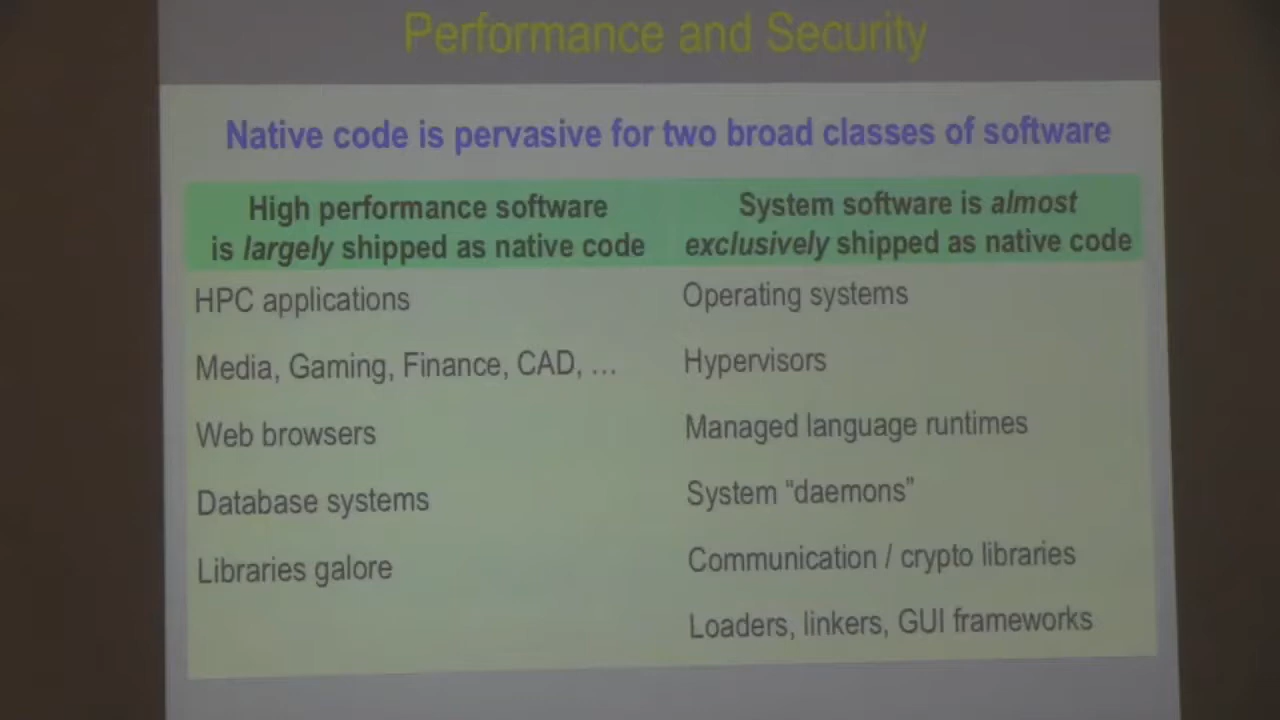 Performance and Security
Native code is pervasive for two broad classes of software
High performance software
is largely shipped as native code
System software is almost
exclusively shipped as native code
HPC applications
Operating systems
Media, Gaming, Finance, CAD, …
Hypervisors
Web browsers
Managed language runtimes
Database systems
System “daemons”
Libraries galore
Communication / crypto libraries
Loaders, linkers, GUI frameworks